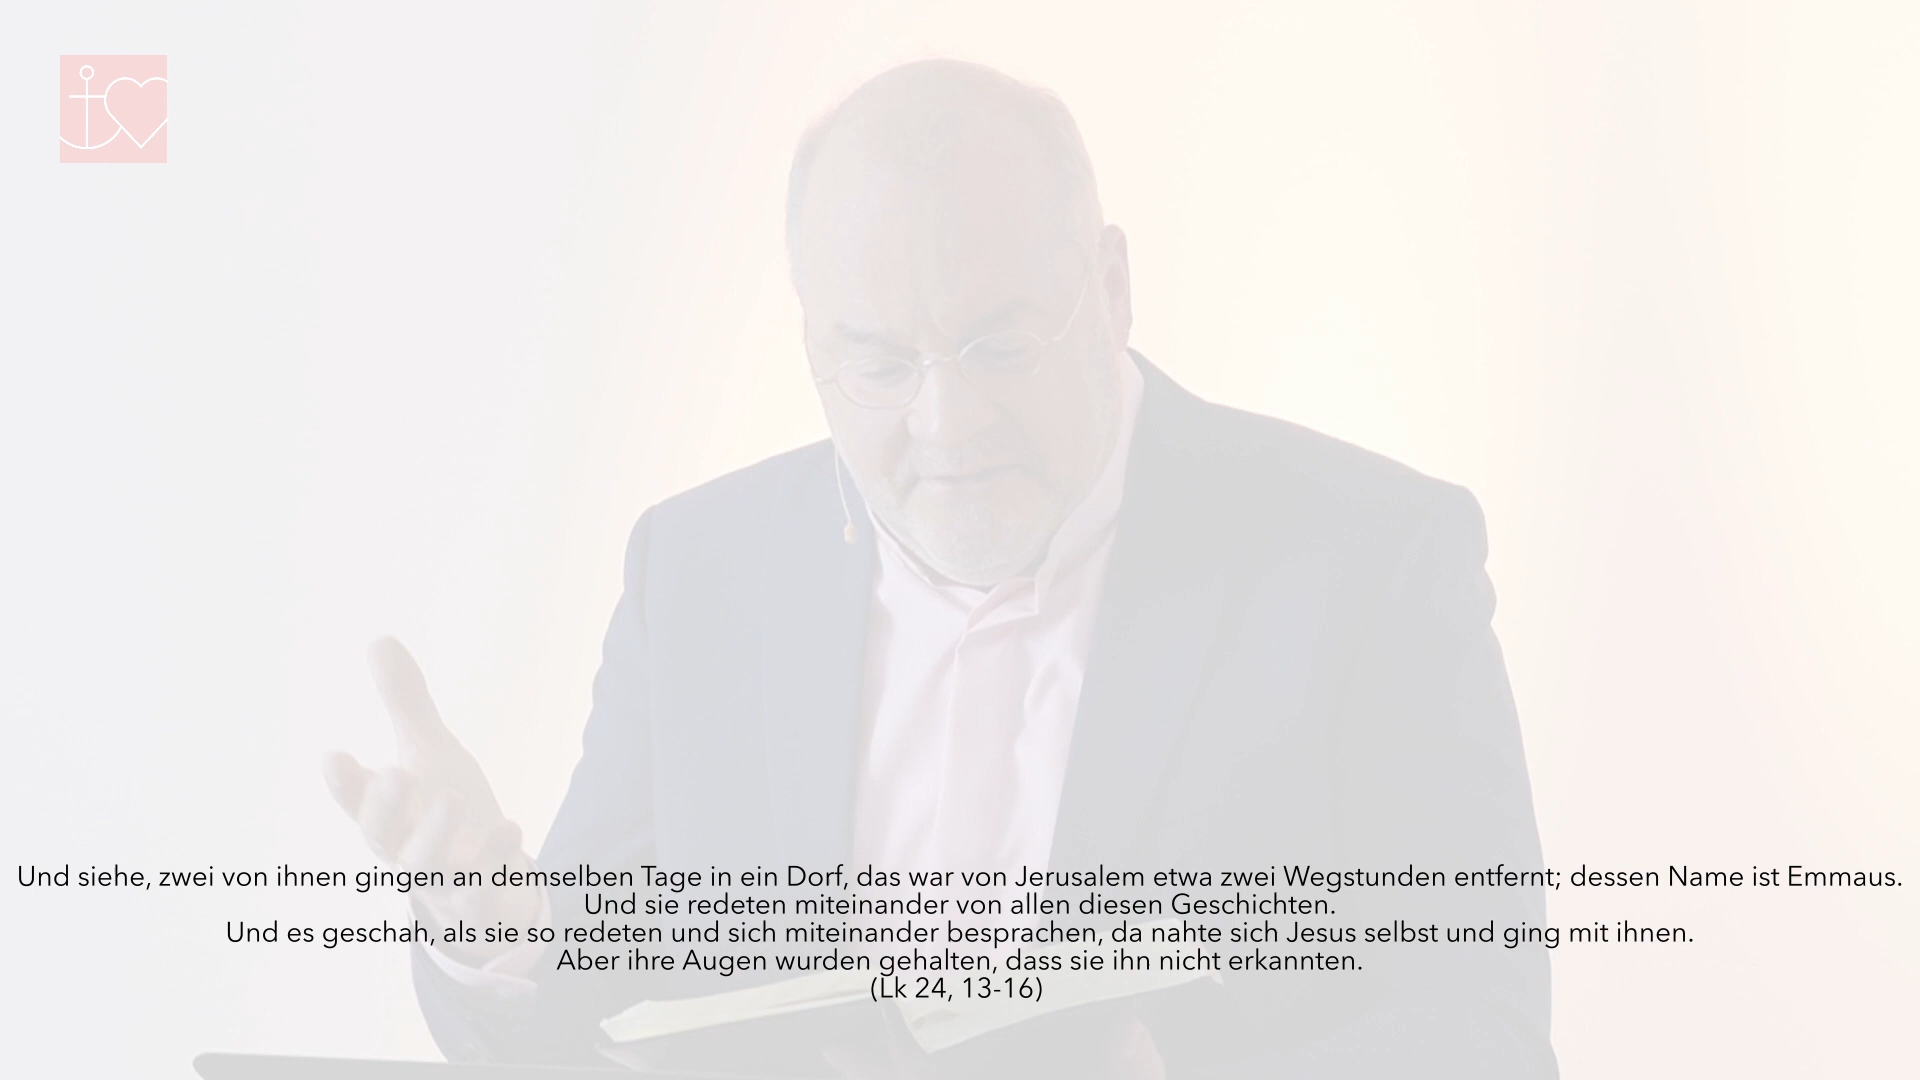 Und siehe, zwei von ihnen gingen an demselben Tage in ein Dorf, das war von Jerusalem etwa zwei Wegstunden entfernt; dessen Name ist Emmaus.
Und sie redeten miteinander von allen diesen Geschichten.
Und es geschah, als sie so redeten und sich miteinander besprachen, da nahte sich Jesus selbst und ging mit ihnen.
Aber ihre Augen wurden gehalten, dass sie ihn nicht erkannten.
(Lk 24, 13-16)